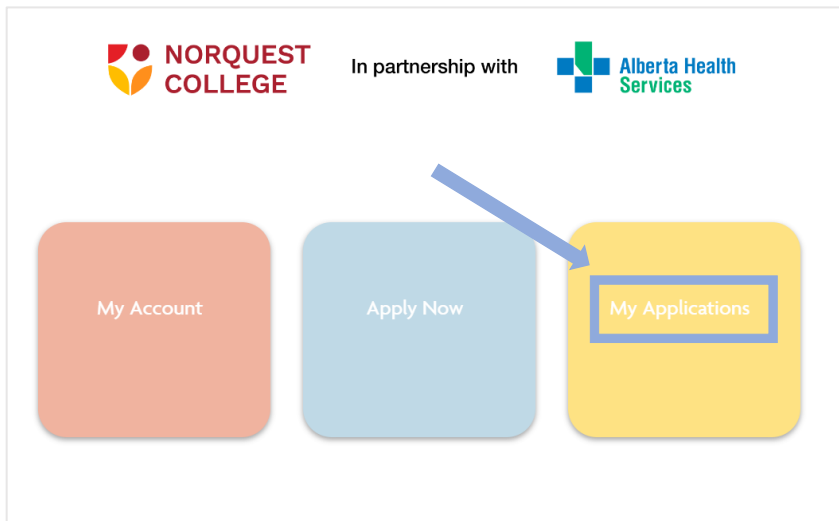 NORQUEST
COLLEGE
In partnership with
Alberta Health
Services
My Account
Apply Now
My Applications